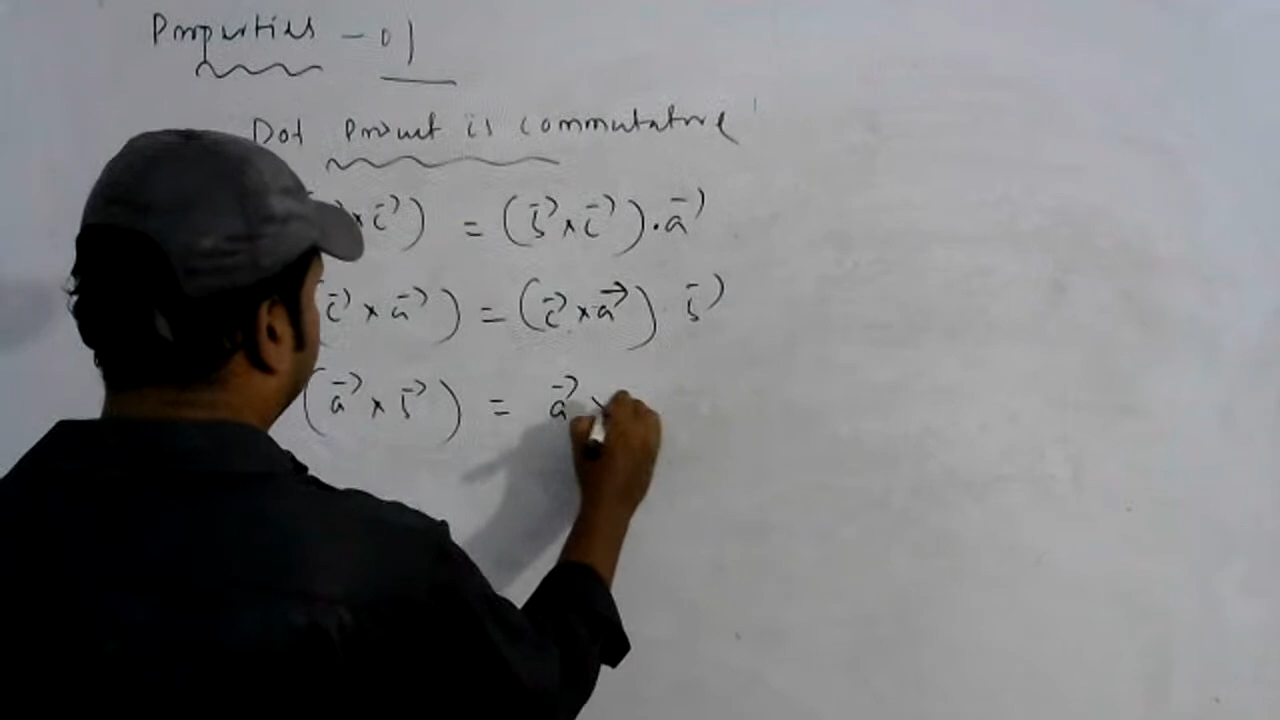 Properties - 01
Dot Product is commutative
× c⃗) = (b⃗ × c⃗) · a⃗
(c⃗ × a⃗) = (c⃗ × a⃗) b⃗
(a⃗ × b⃗) = a⃗ ×